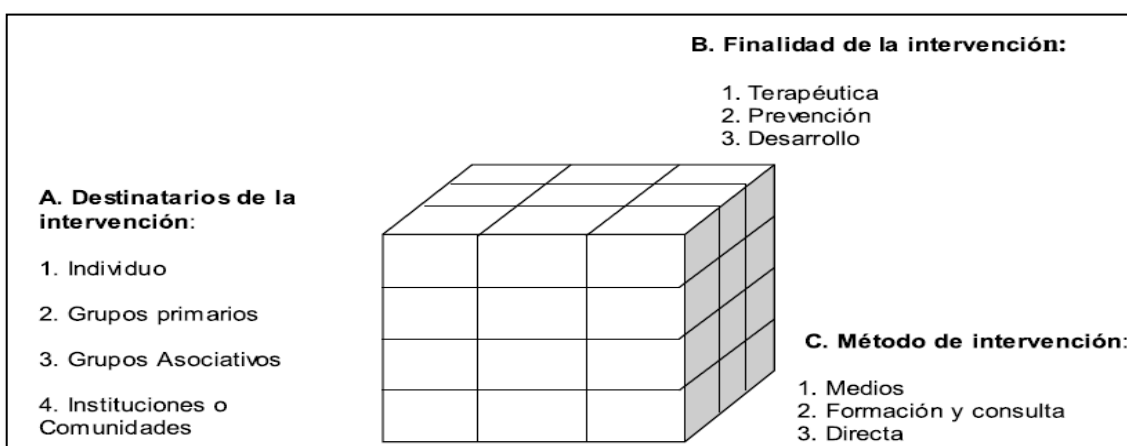 B. Finalidad de la intervención:
1. Terapéutica
2. Prevención
3. Desarrollo
A. Destinatarios de la
intervención:
1. Individuo
2. Grupos primarios
3. Grupos Asociativos
4. Instituciones o
Comunidades
C. Método de intervención:
1. Medios
2. Formación y consulta
3. Directa